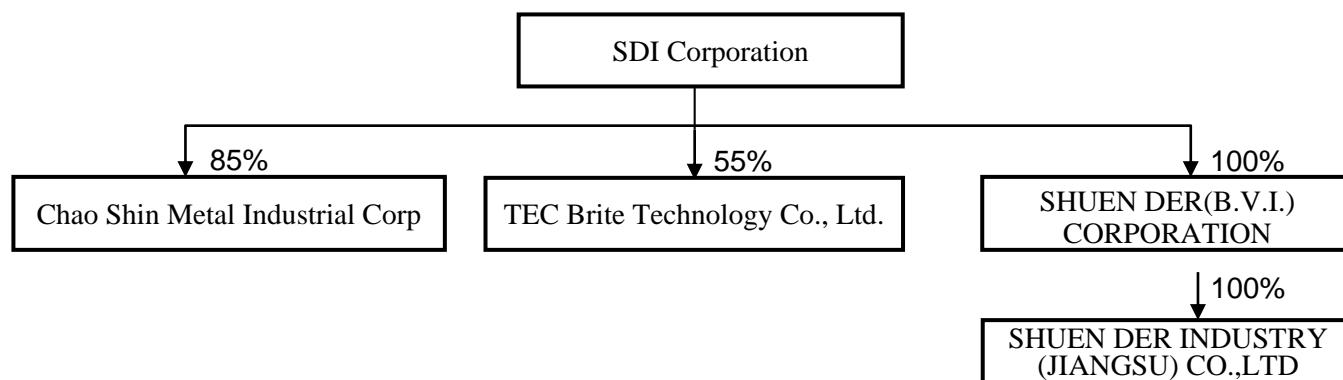 SDI Corporation
85%
55%
100%
Chao Shin Metal Industrial Corp
TEC Brite Technology Co., Ltd.
SHUEN DER(B.V.I.)
CORPORATION
100%
SHUEN DER INDUSTRY
(JIANGSU) CO.,LTD